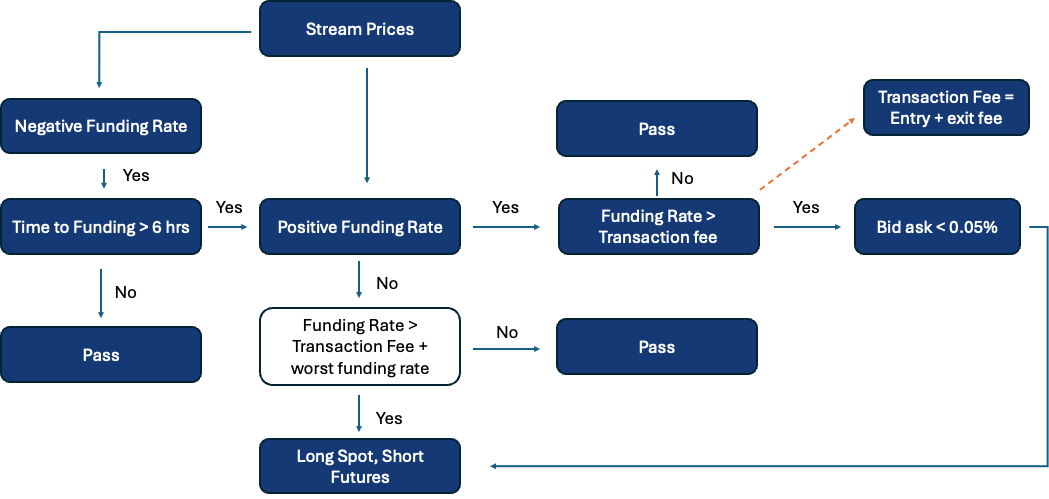 Stream Prices
Negative Funding Rate
Yes
Time to Funding > 6 hrs
Yes
No
Pass
Positive Funding Rate
Yes
No
Funding Rate >
Transaction Fee +
worst funding rate
No
Pass
Yes
Long Spot, Short
Futures
Pass
No
Funding Rate >
Transaction fee
Transaction Fee =
Entry + exit fee
Yes
Bid ask < 0.05%